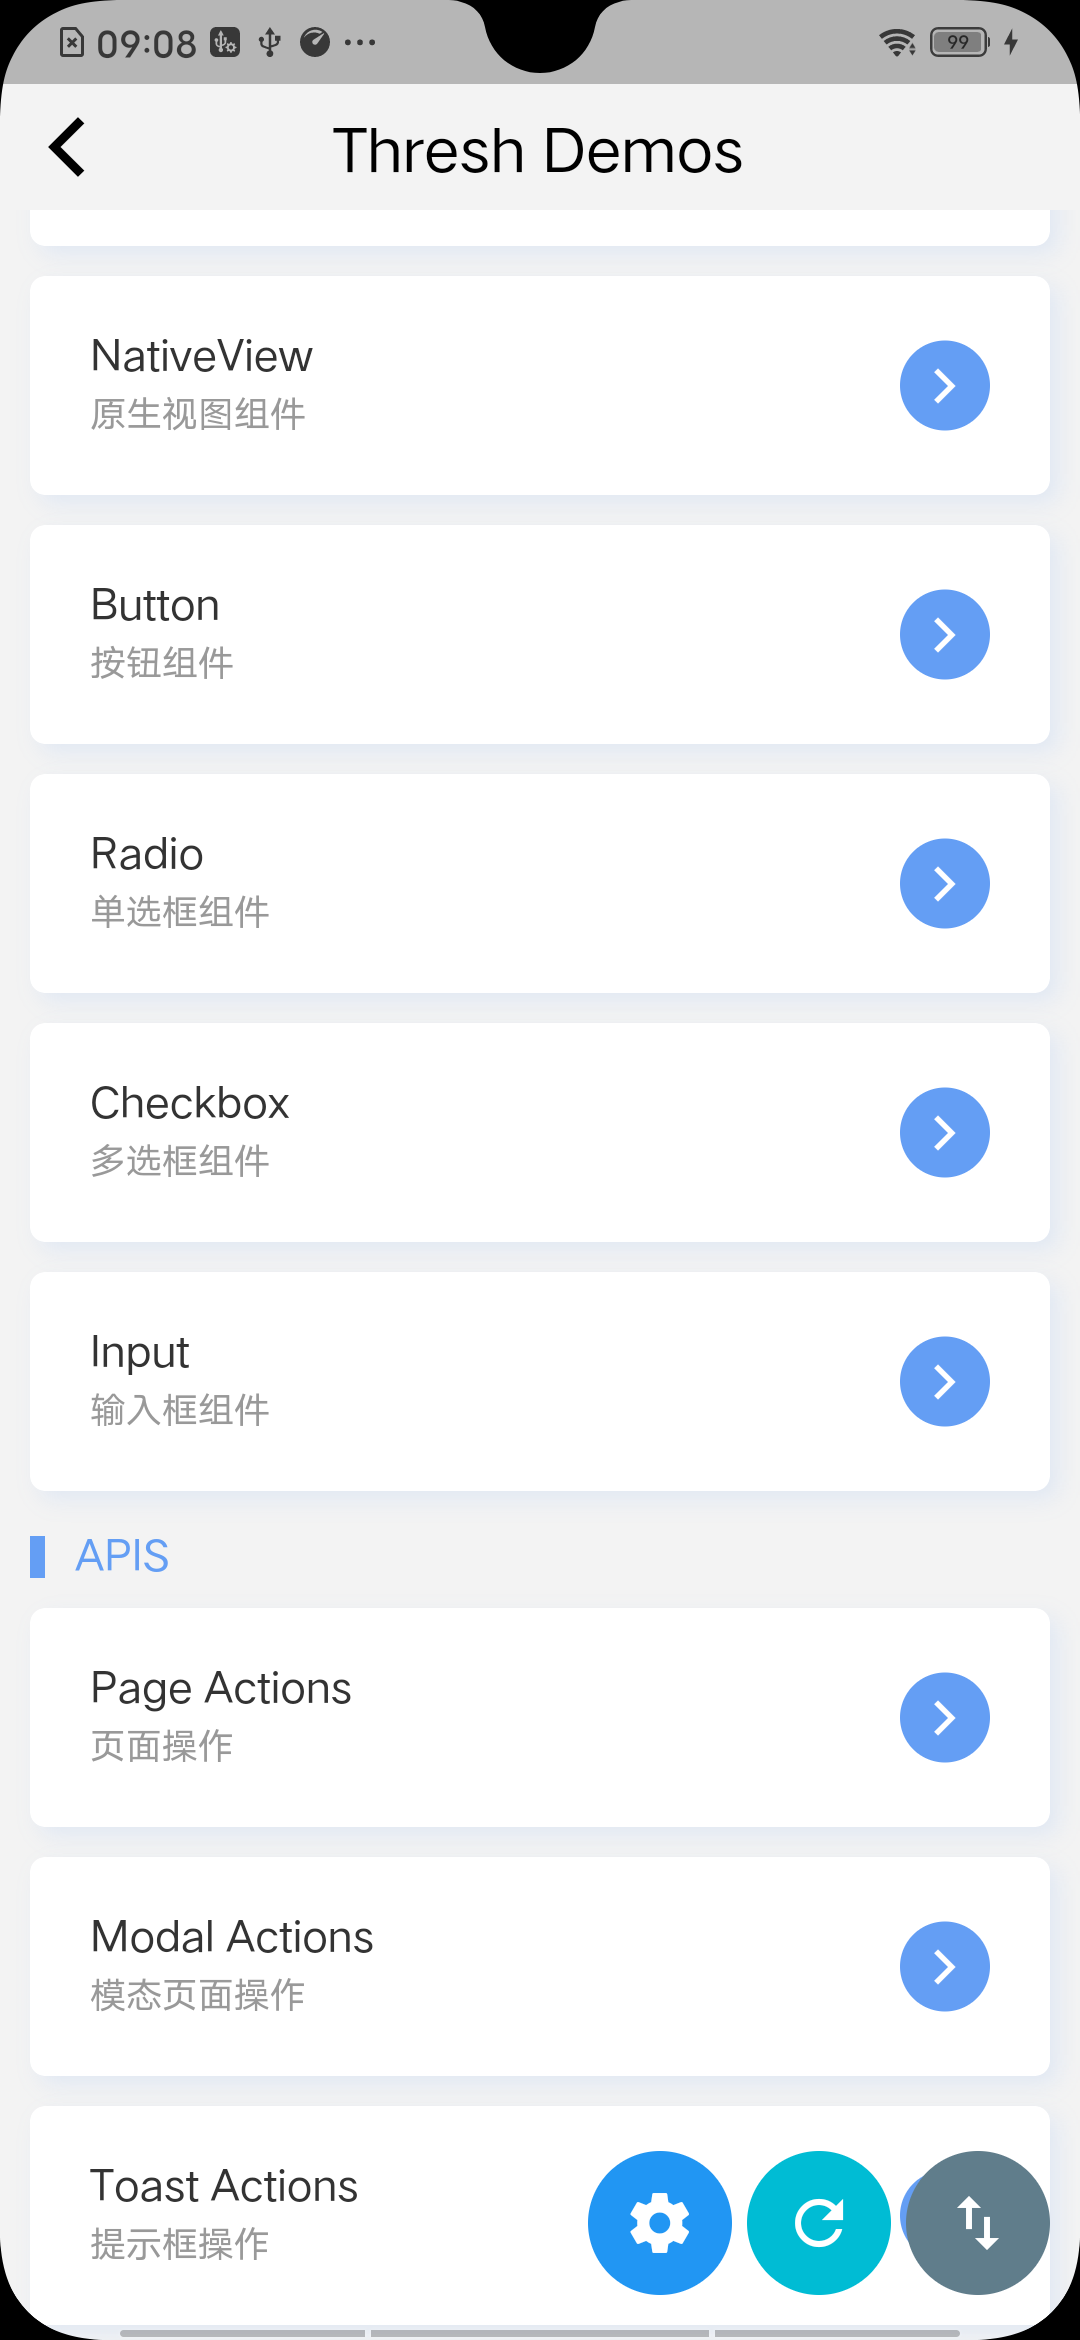 09:08
99
Thresh Demos
NativeView
原生视图组件
Button
按钮组件
Radio
单选框组件
Checkbox
多选框组件
Input
输入框组件
APIS
Page Actions
页面操作
Modal Actions
模态页面操作
Toast Actions
提示框操作